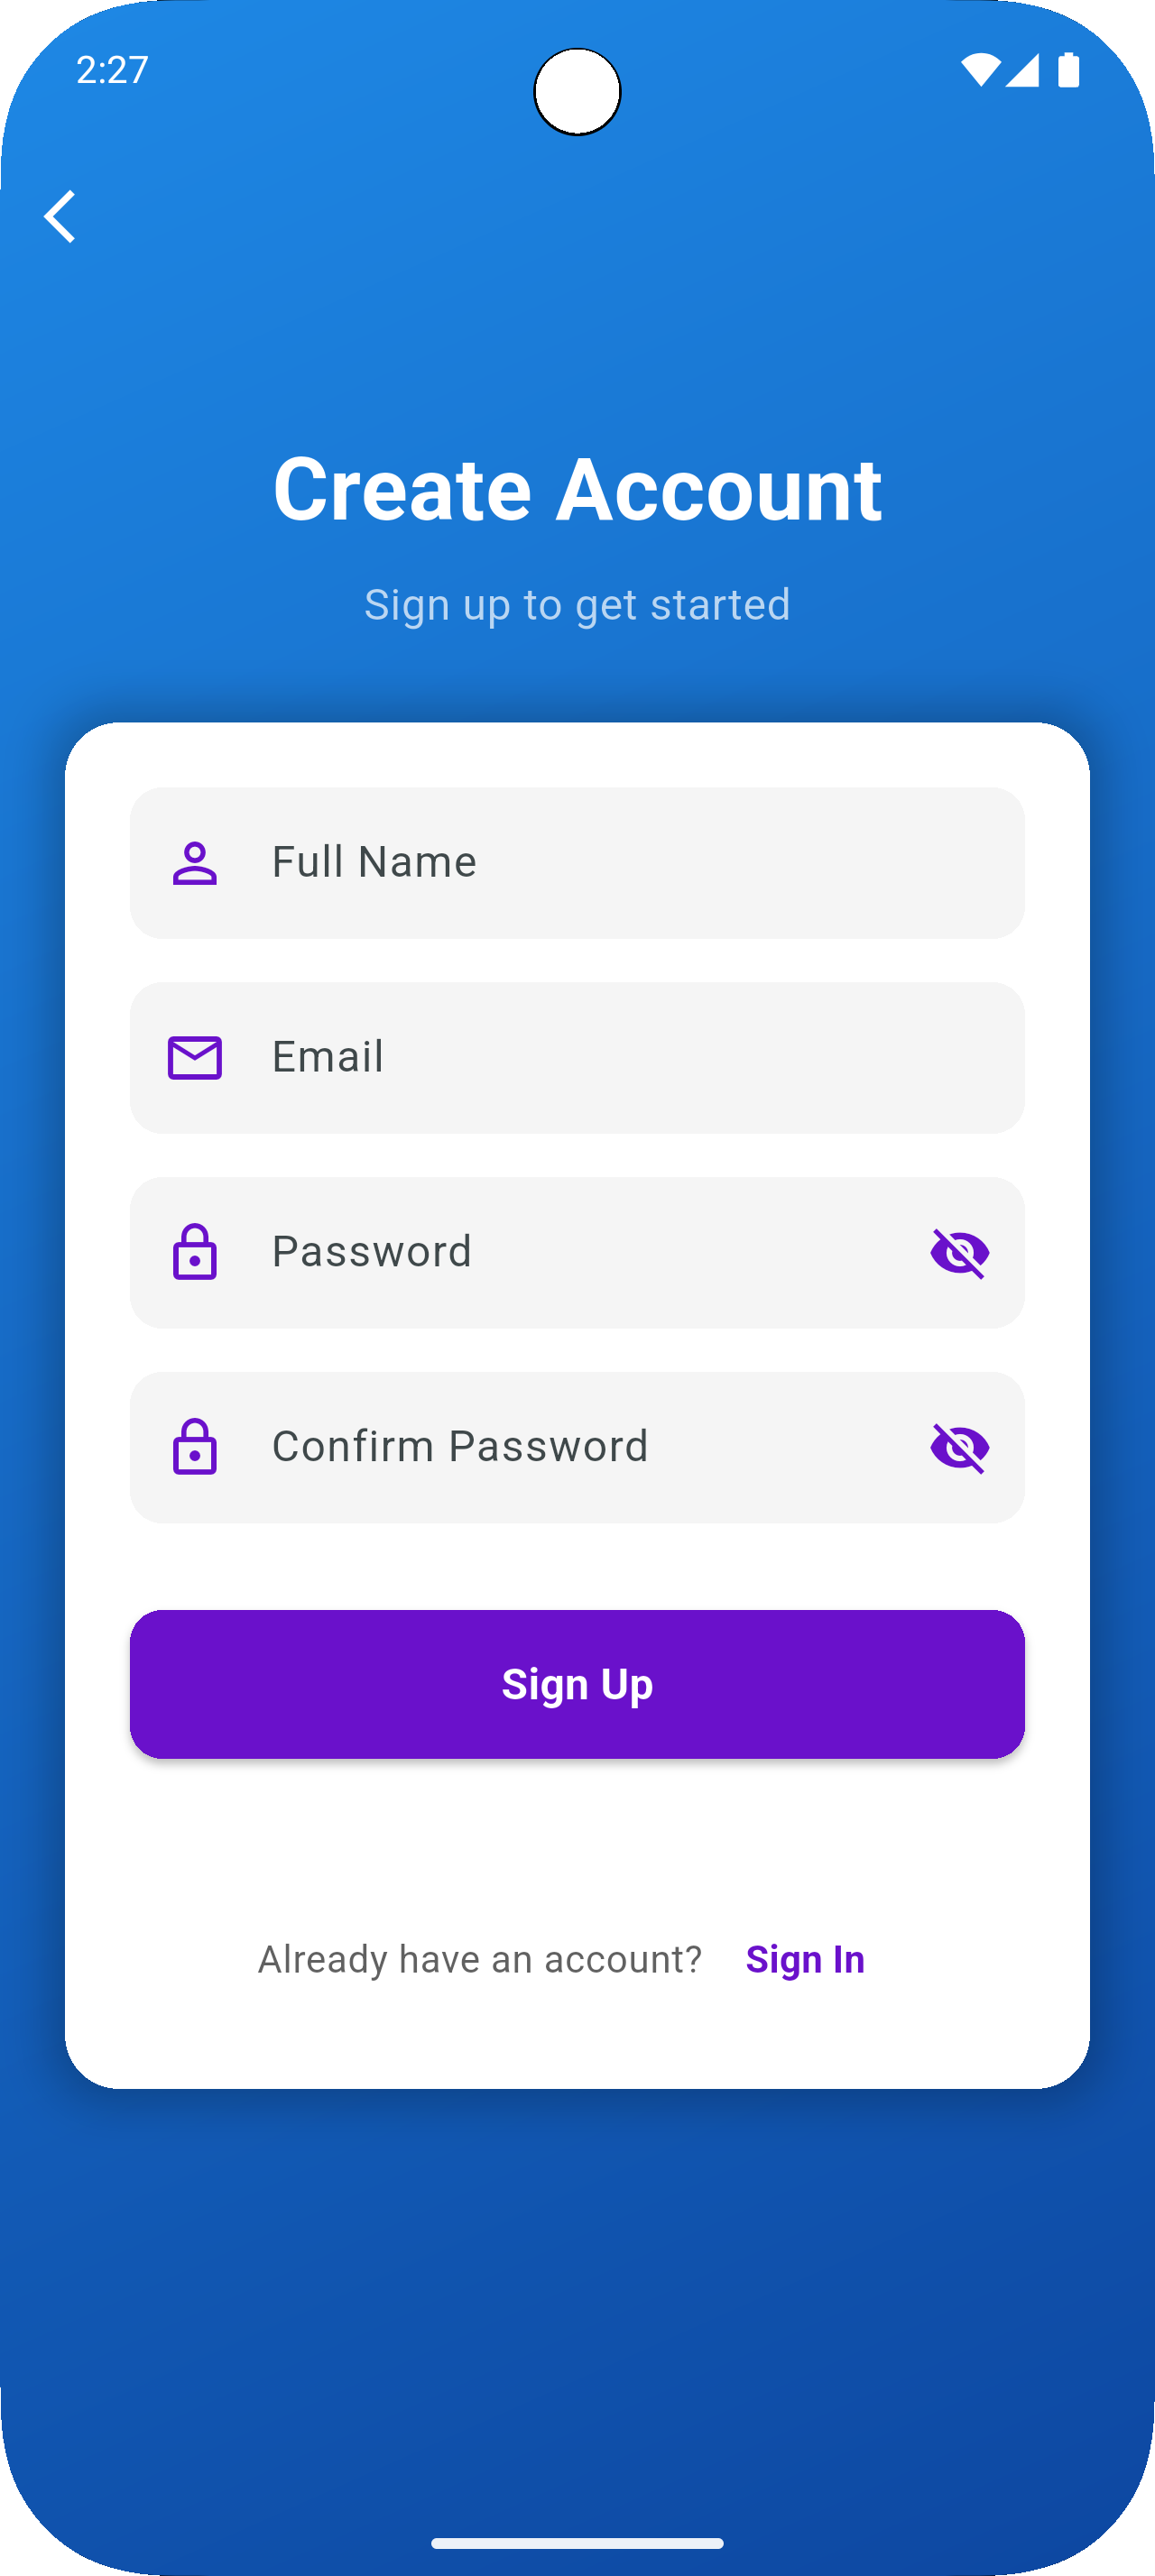 2:27
Create Account
Sign up to get started
Full Name
Email
Password
Confirm Password
Sign Up
Already have an account? Sign In